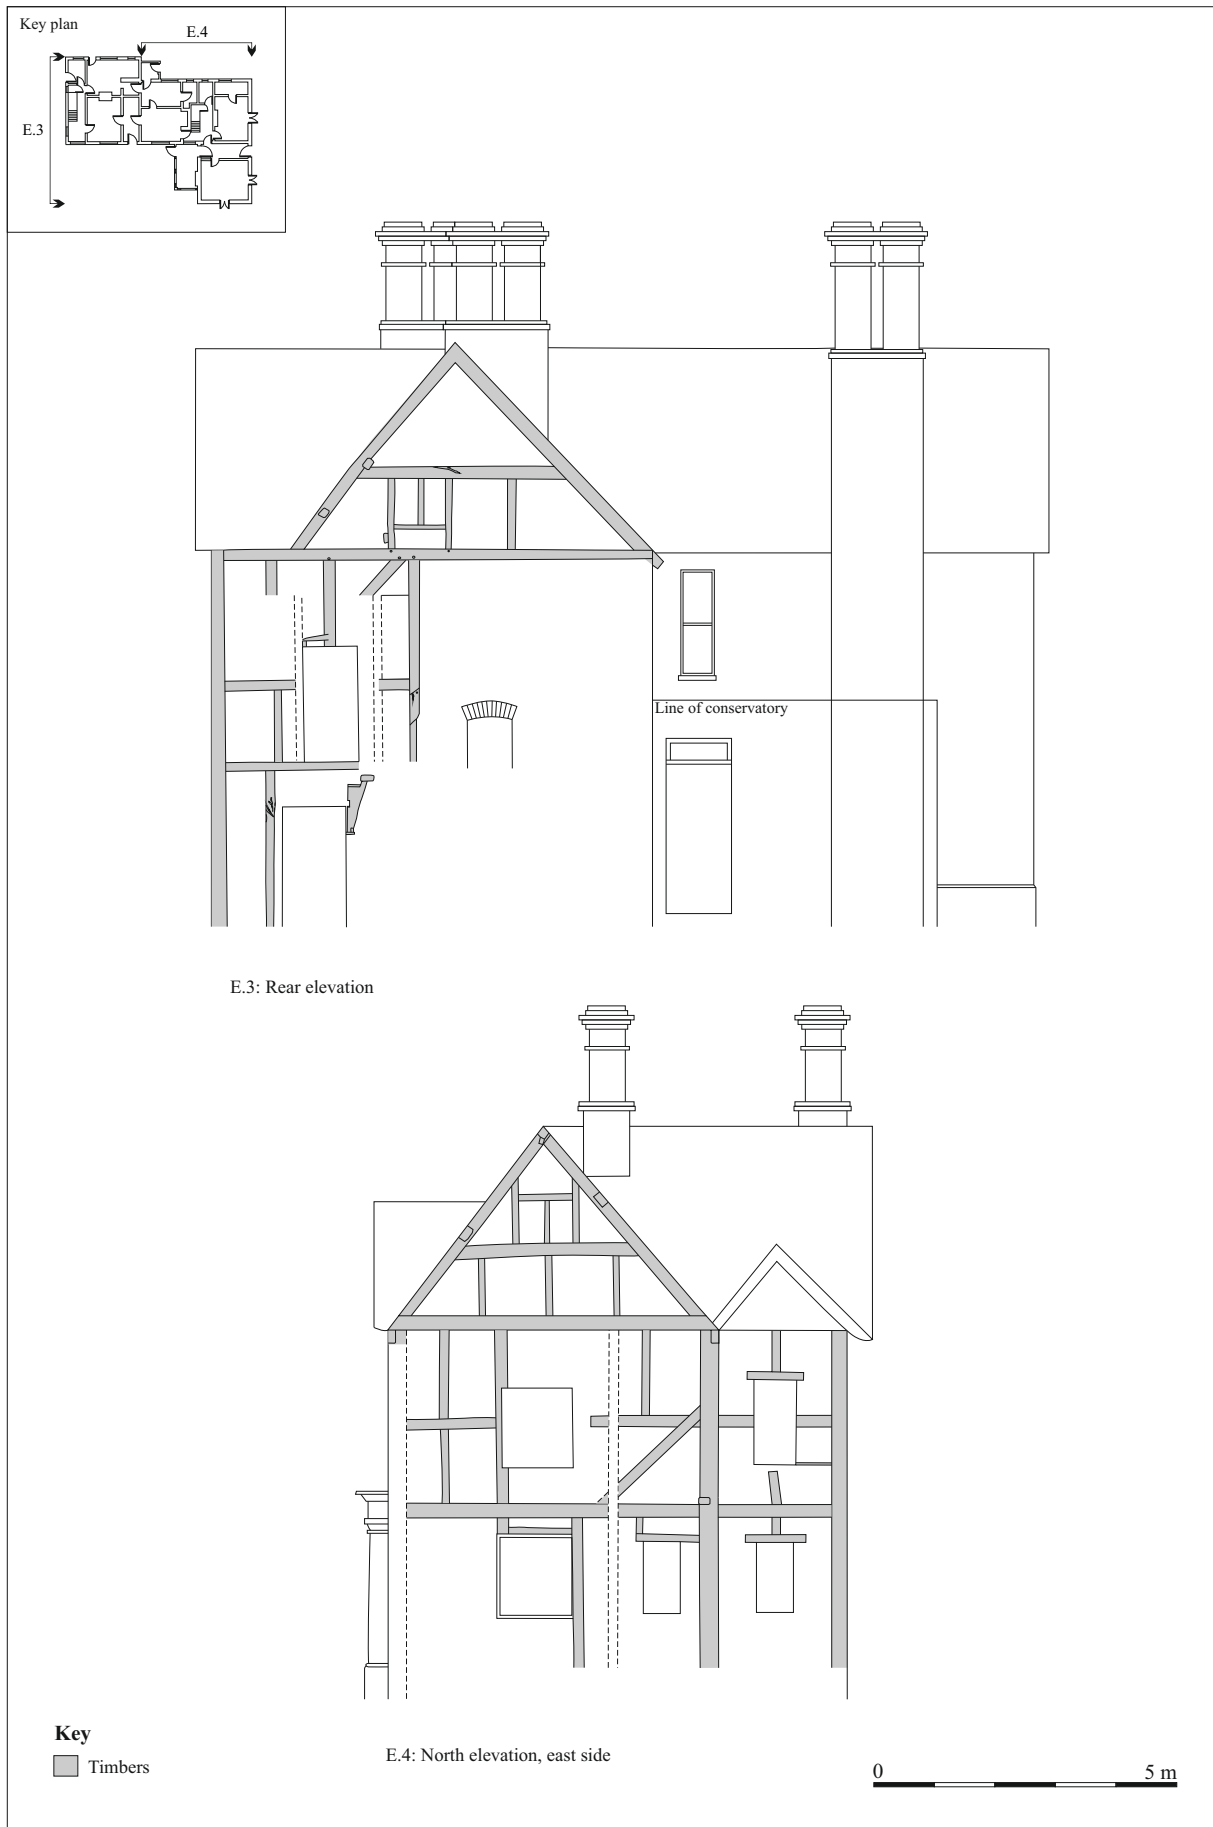 Key plan
E.4
E.3
Line of conservatory
E.3: Rear elevation
Key
Timbers
E.4: North elevation, east side
0 5 m